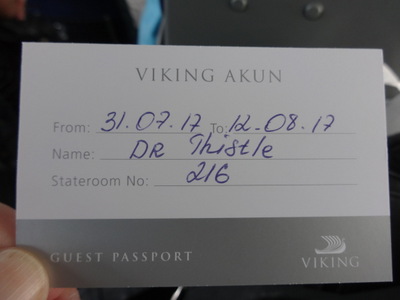 VIKING AKUN
From: 31.07.17 To: 12-08.17
Name: DR Thistle
Stateroom No: 216
GUEST PASSPORT
VIKING